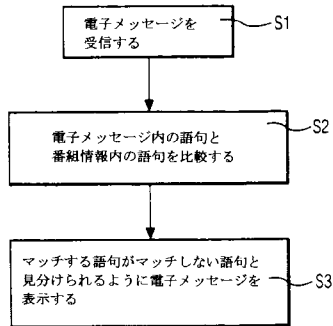 電子メッセージを
受信する
S1
電子メッセージ内の語句と
番組情報内の語句を比較する
S2
マッチする語句がマッチしない語句と
見分けられるように電子メッセージを
表示する
S3